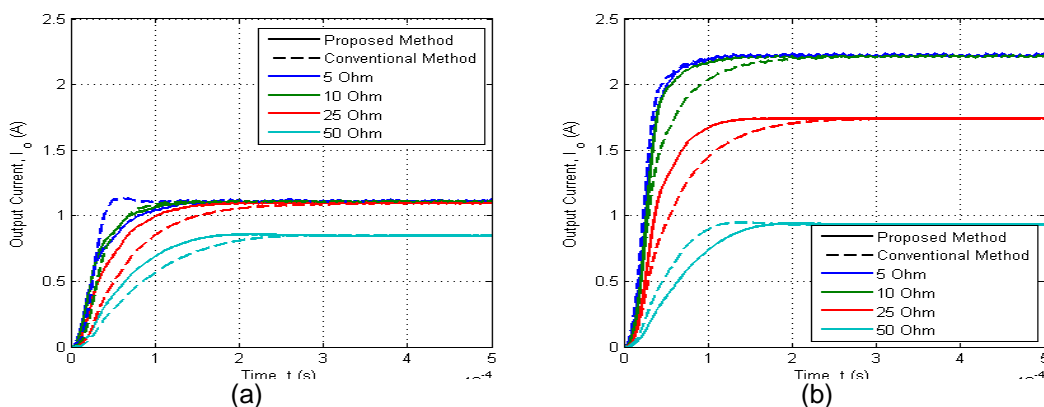 2.5
2
1.5
1
0.5
0
Output Current, I_o (A)
Proposed Method
Conventional Method
5 Ohm
10 Ohm
25 Ohm
50 Ohm
0 1 2 3 4 5
Time, t (s)
(a)
2.5
2
1.5
1
0.5
0
Output Current, I_o (A)
Proposed Method
Conventional Method
5 Ohm
10 Ohm
25 Ohm
50 Ohm
0 1 2 3 4 5
Time, t (s)
(b)